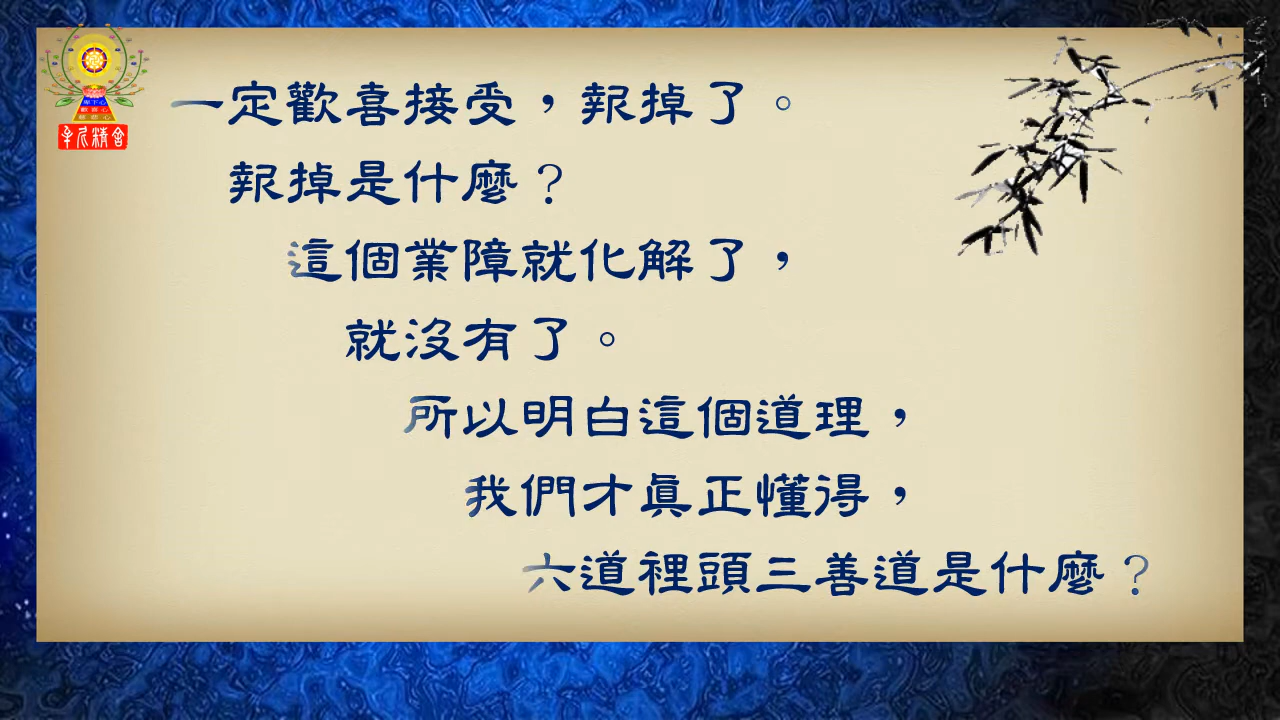 一定歡喜接受，報掉了。
報掉是什麼？
這個業障就化解了，
就沒有了。
所以明白這個道理，
我們才真正懂得，
六道裡頭三善道是什麼？